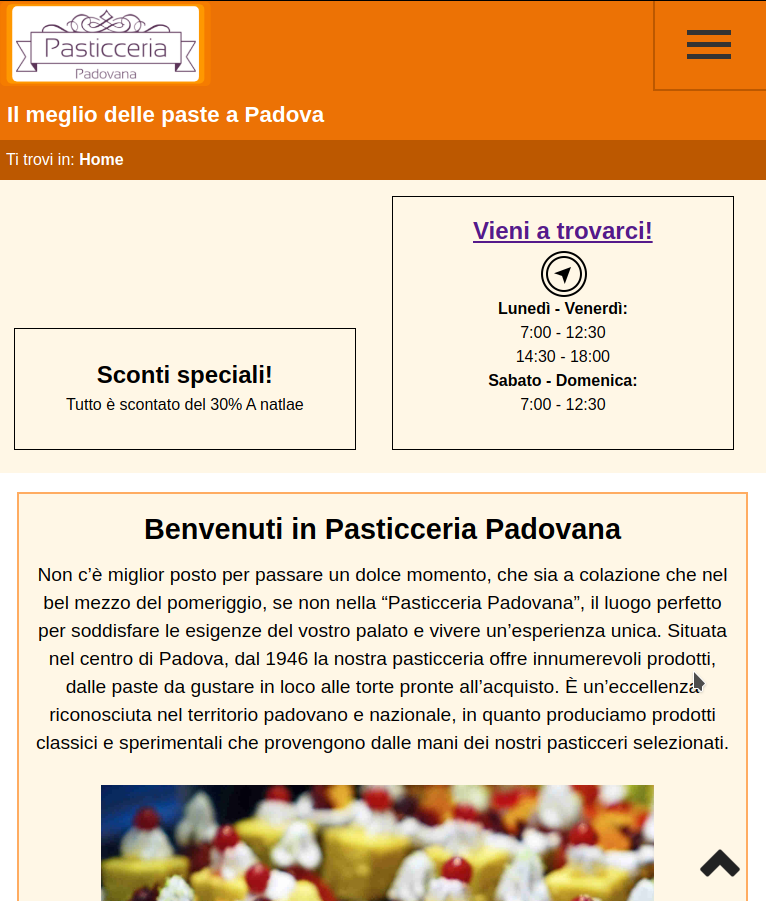 Pasticceria
Padovana
Il meglio delle paste a Padova
Ti trovi in: Home
Sconti speciali!
Tutto è scontato del 30% A natlae
Vieni a trovarci!
Lunedì - Venerdì:
7:00 - 12:30
14:30 - 18:00
Sabato - Domenica:
7:00 - 12:30
Benvenuti in Pasticceria Padovana
Non c’è miglior posto per passare un dolce momento, che sia a colazione che nel
bel mezzo del pomeriggio, se non nella “Pasticceria Padovana”, il luogo perfetto
per soddisfare le esigenze del vostro palato e vivere un’esperienza unica. Situata
nel centro di Padova, dal 1946 la nostra pasticceria offre innumerevoli prodotti,
dalle paste da gustare in loco alle torte pronte all’acquisto. È un’eccellenza
riconosciuta nel territorio padovano e nazionale, in quanto produciamo prodotti
classici e sperimentali che provengono dalle mani dei nostri pasticceri selezionati.